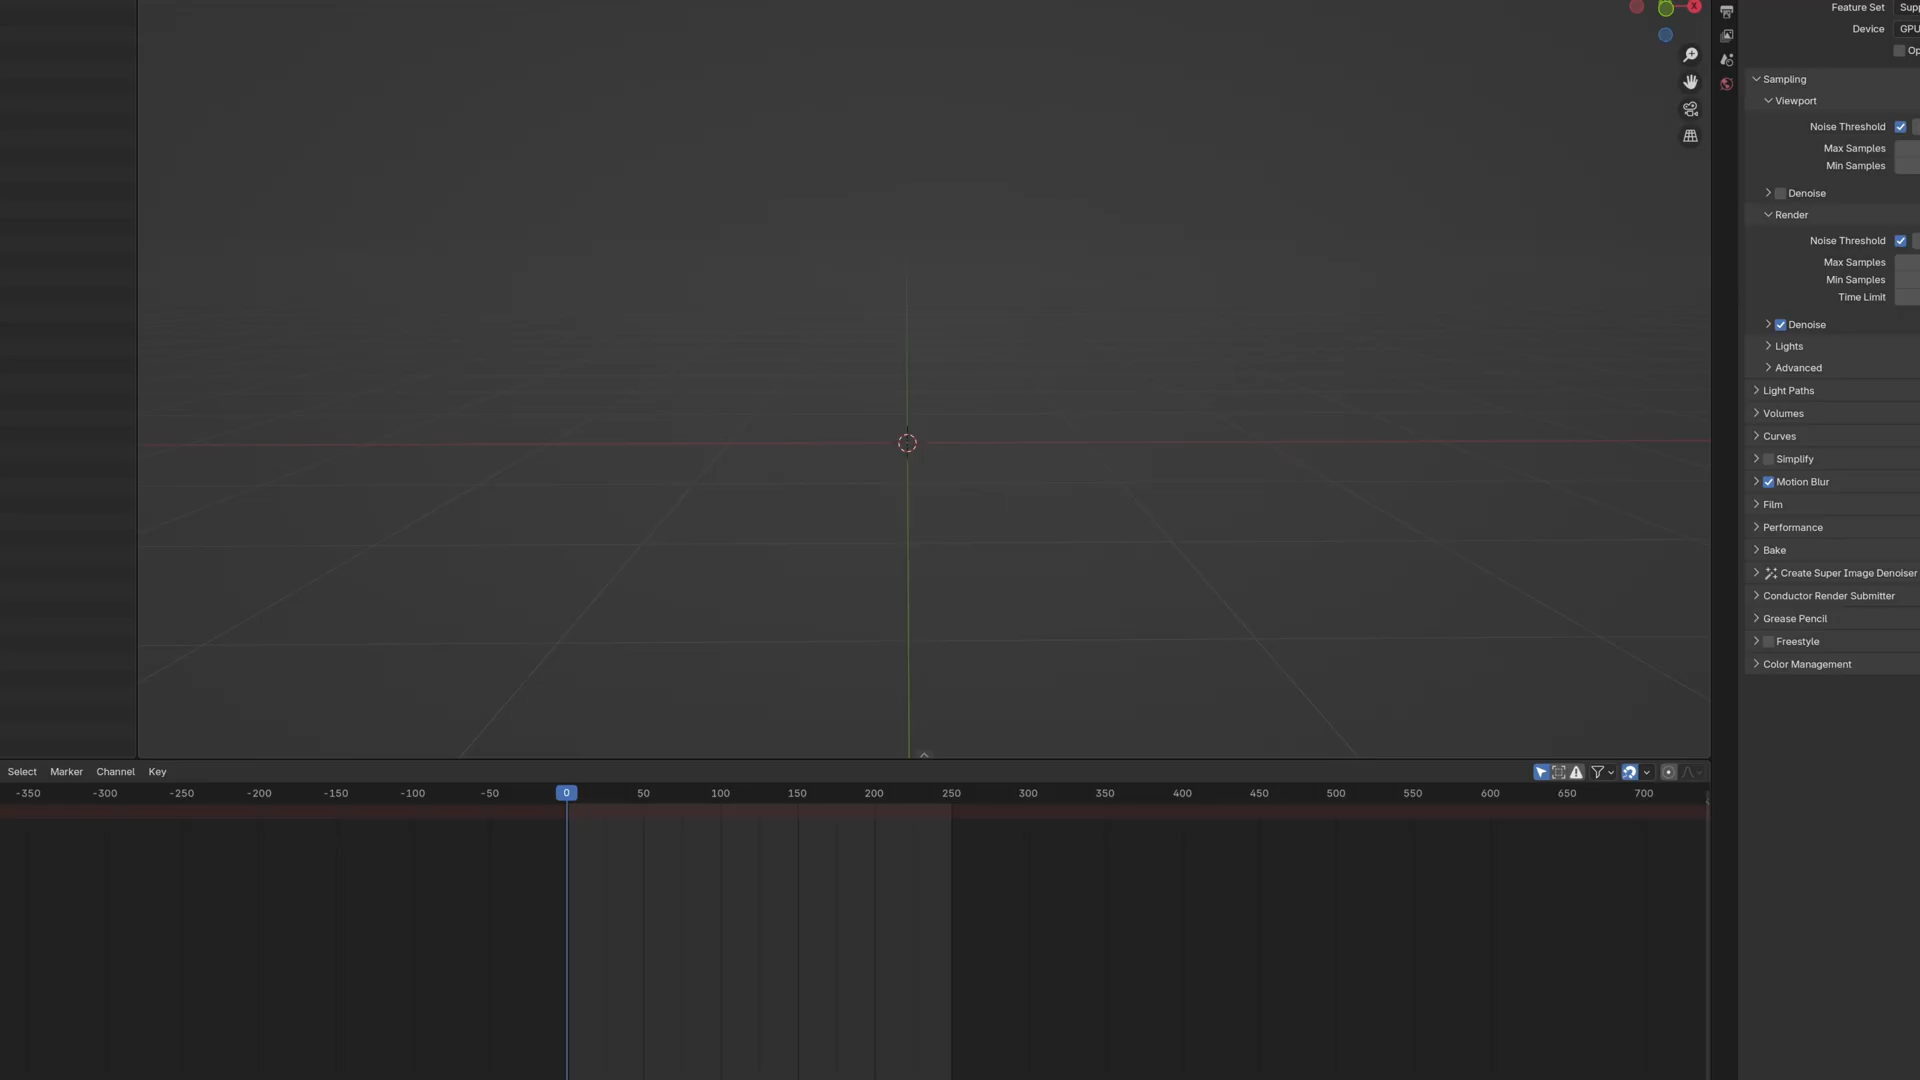 X
Feature Set
Device GPU
Sampling
Viewport
Noise Threshold
Max Samples
Min Samples
Denoise
Render
Noise Threshold
Max Samples
Min Samples
Time Limit
Denoise
Lights
Advanced
Light Paths
Volumes
Curves
Simplify
Motion Blur
Film
Performance
Bake
Create Super Image Denoiser
Conductor Render Submitter
Grease Pencil
Freestyle
Color Management
Select Marker Channel Key
-350 -300 -250 -200 -150 -100 -50 0 50 100 150 200 250 300 350 400 450 500 550 600 650 700